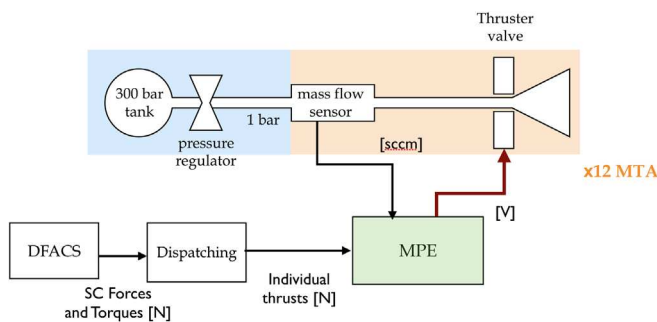 Thruster
valve
300 bar
tank
mass flow
sensor
1 bar
pressure
regulator
[sccm]
x12 MTA
[V]
DFACS
Dispatching
MPE
SC Forces
and Torques [N]
Individual
thrusts [N]